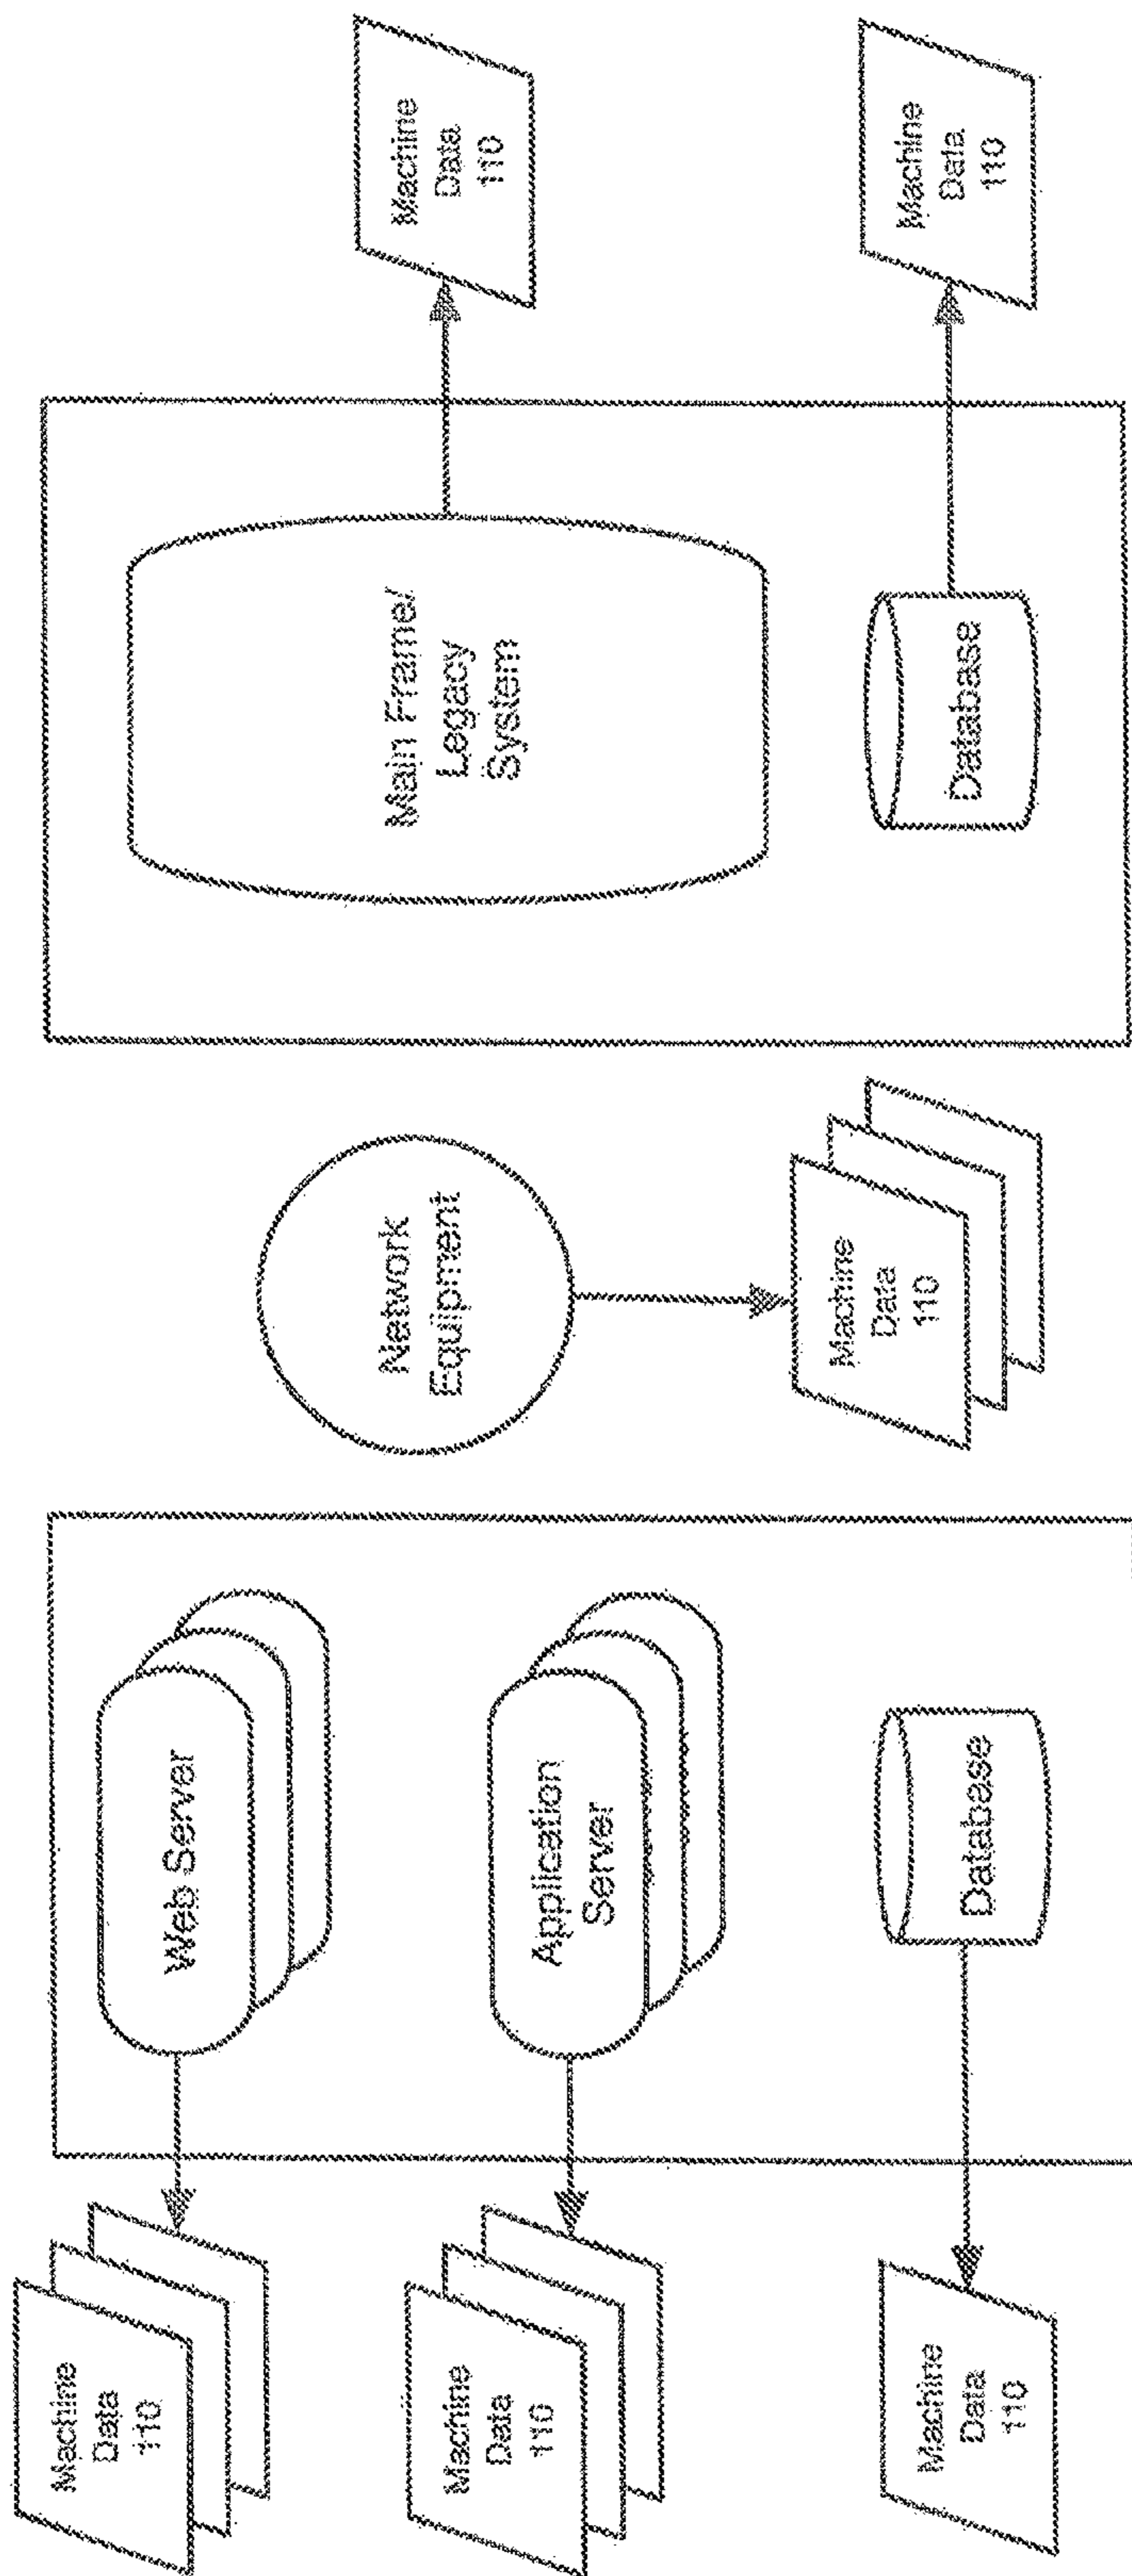 Machine
Data
110
Web Server
Machine
Data
110
Application
Server
Machine
Data
110
Database
Network
Equipment
Machine
Data
110
Main Frame/
Legacy
System
Machine
Data
110
Database
Machine
Data
110